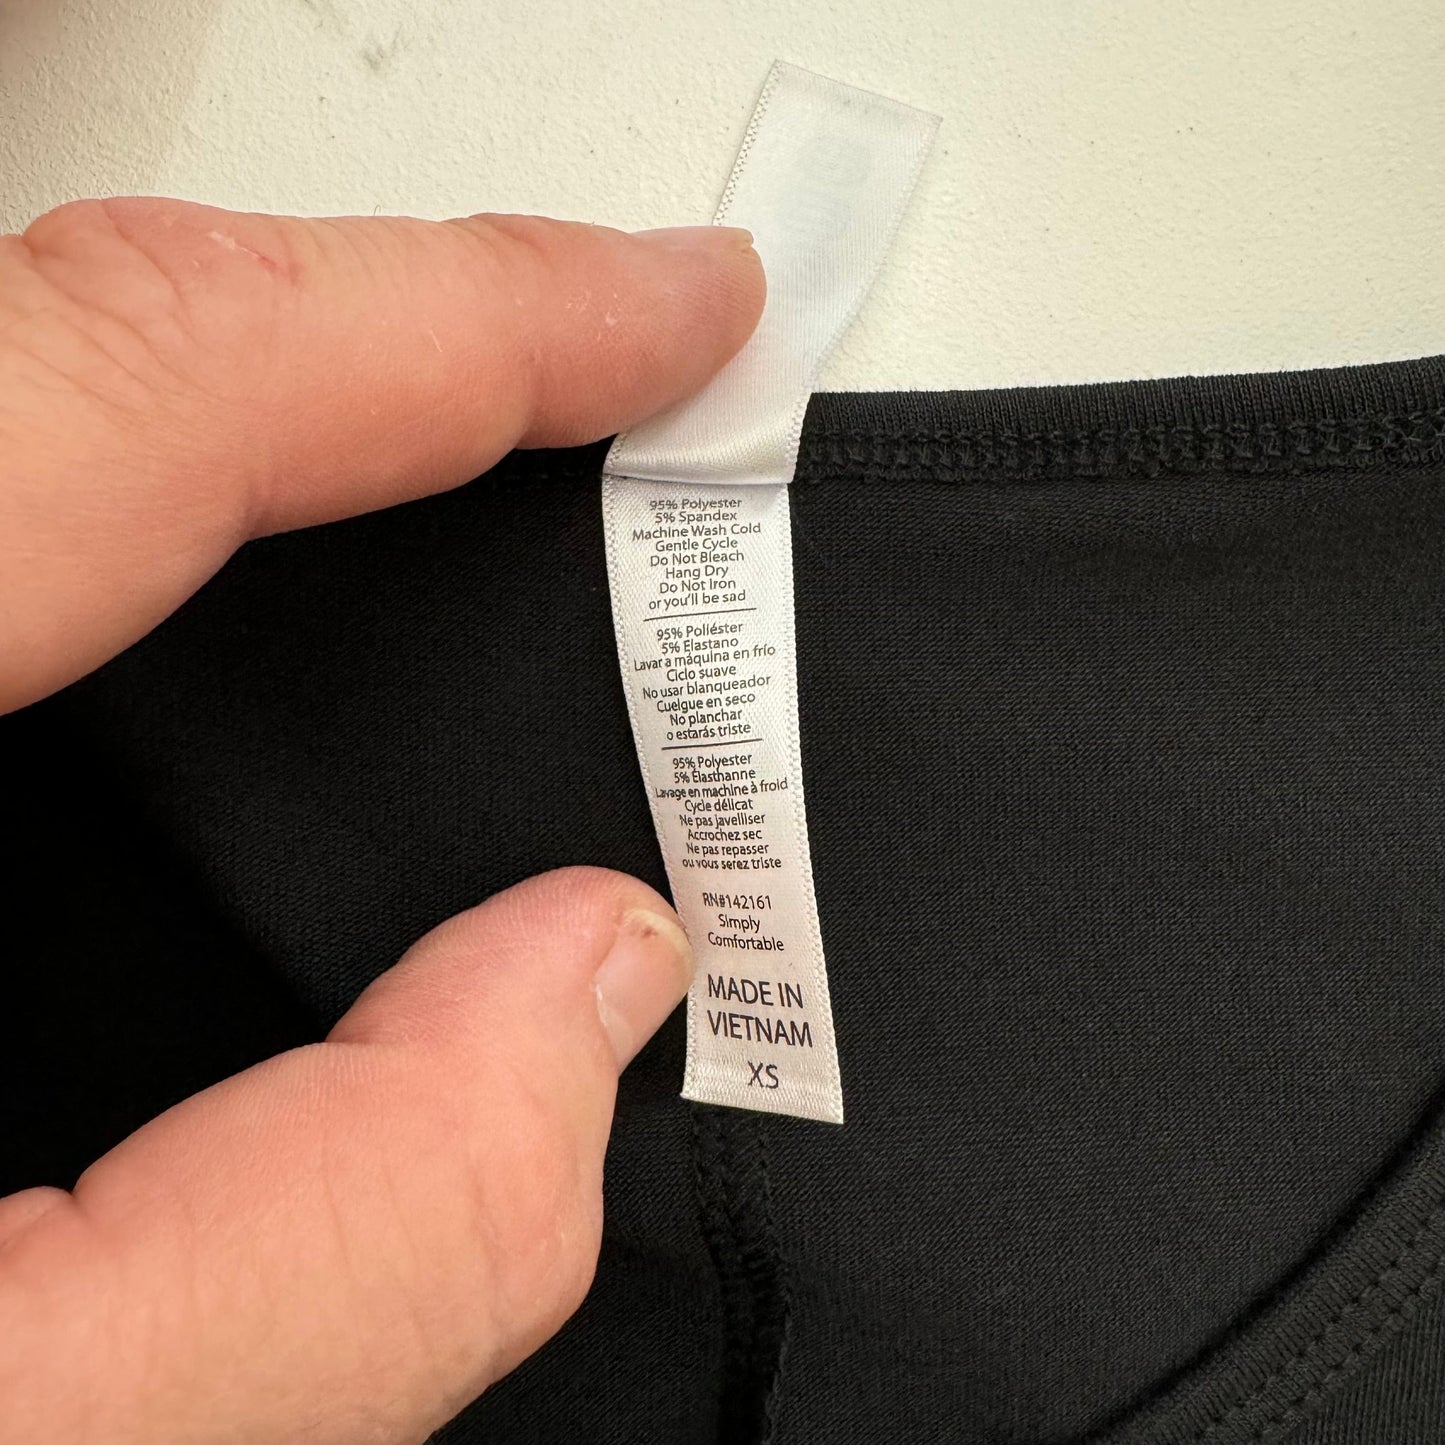 95% Polyester
5% Spandex
Machine Wash Cold
Gentle Cycle
Do Not Bleach
Hang Dry
Do Not Iron
or you'll be sad
95% Poliéster
5% Elastano
Lavar a máquina en frío
Ciclo suave
No usar blanqueador
Cuelgue en seco
No planchar
o estarás triste
95% Polyester
5% Élasthanne
Lavage en machine à froid
Cycle délicat
Ne pas javelliser
Accrochez sec
Ne pas repasser
ou vous serez triste
RN#142161
Simply
Comfortable
MADE IN
VIETNAM
XS